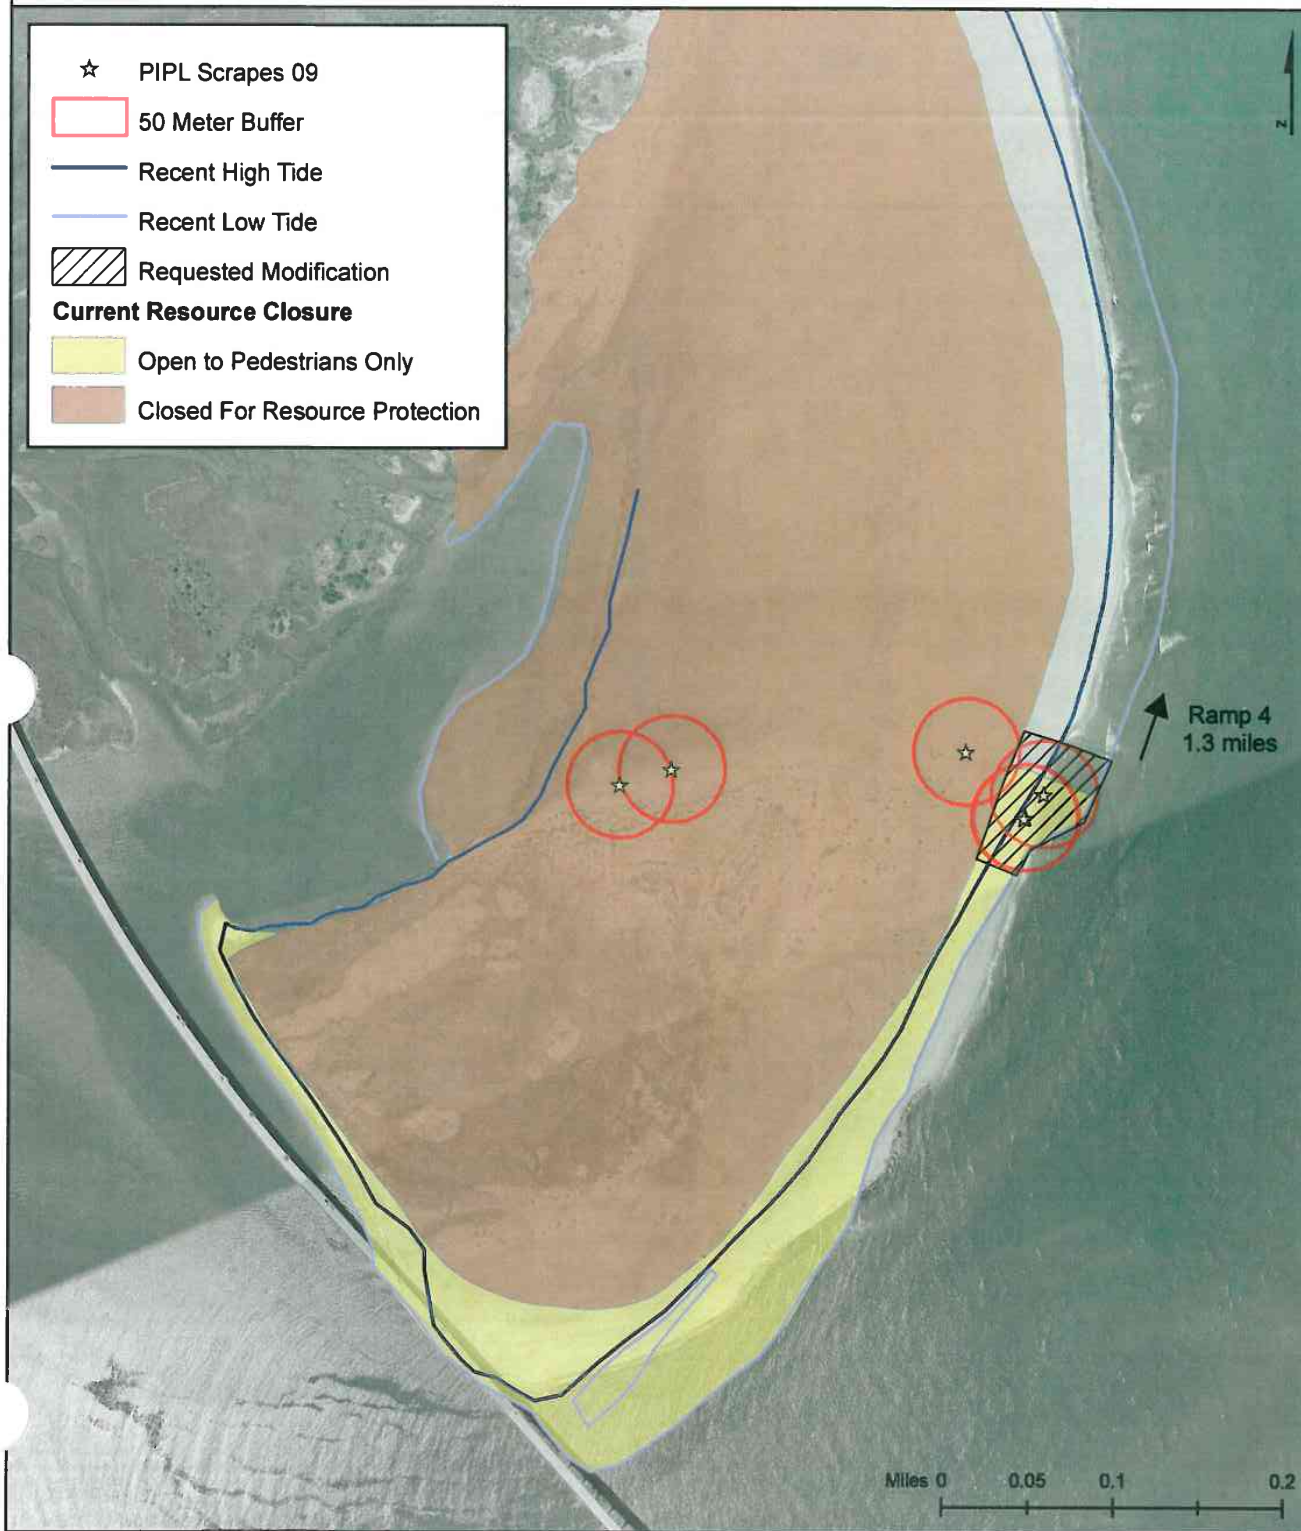 PIPL Scrapes 09
50 Meter Buffer
Recent High Tide
Recent Low Tide
Requested Modification
Current Resource Closure
Open to Pedestrians Only
Closed For Resource Protection
N
Ramp 4
1.3 miles
Miles 0 0.05 0.1 0.2